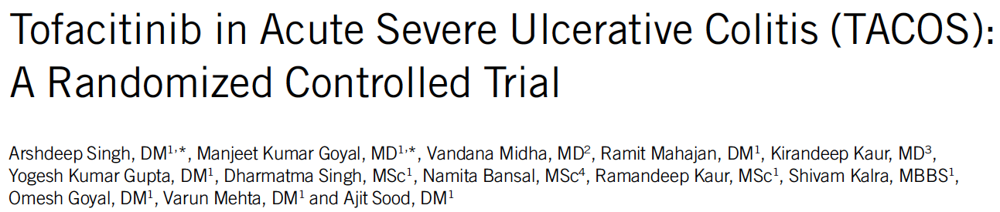 Tofacitinib in Acute Severe Ulcerative Colitis (TACOS):
A Randomized Controlled Trial
Arshdeep Singh, DM¹,*, Manjeet Kumar Goyal, MD¹,*, Vandana Midha, MD², Ramit Mahajan, DM¹, Kirandeep Kaur, MD³,
Yogesh Kumar Gupta, DM¹, Dharmatma Singh, MSc¹, Namita Bansal, MSc⁴, Ramandeep Kaur, MSc¹, Shivam Kalra, MBBS¹,
Omesh Goyal, DM¹, Varun Mehta, DM¹ and Ajit Sood, DM¹